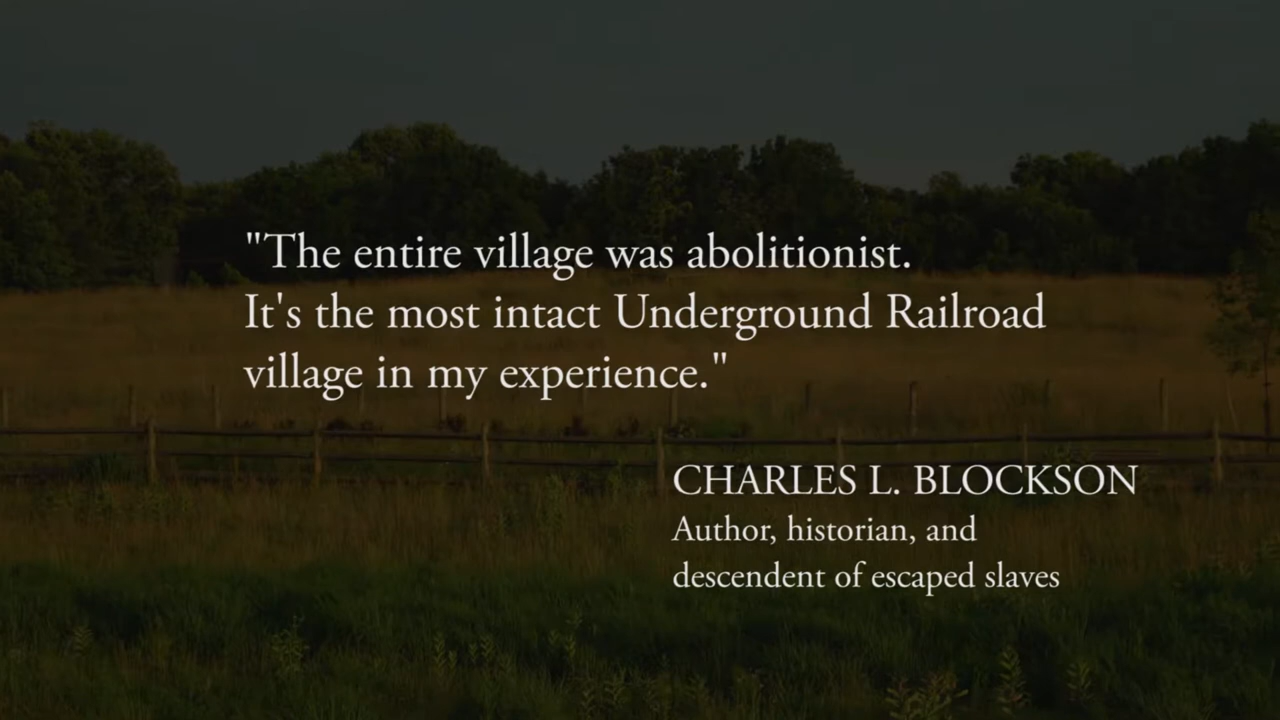 "The entire village was abolitionist.
It's the most intact Underground Railroad
village in my experience."
CHARLES L. BLOCKSON
Author, historian, and
descendent of escaped slaves